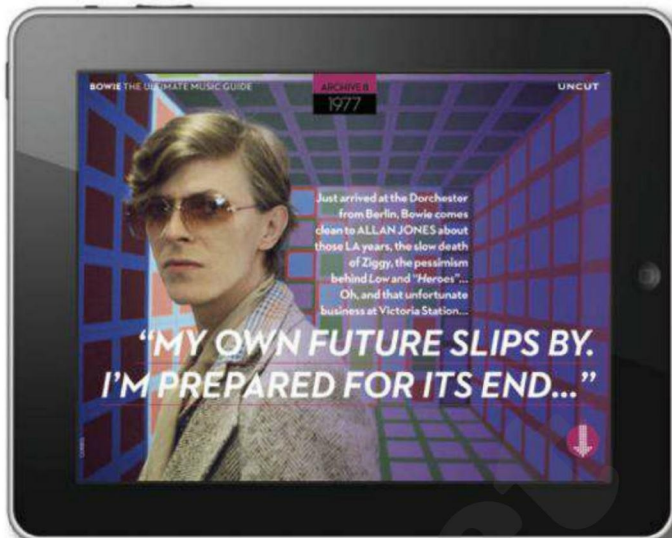 BOWIE THE ULTIMATE MUSIC GUIDE
ARCHIVE 8
1977
UNCUT
Just arrived at the Dorchester
from Berlin, Bowie comes
clean to ALLAN JONES about
those LA years, the slow death
of Ziggy, the pessimism
behind Low and "Heroes"...
Oh, and that unfortunate
business at Victoria Station...
“MY OWN FUTURE SLIPS BY.
I’M PREPARED FOR ITS END...”